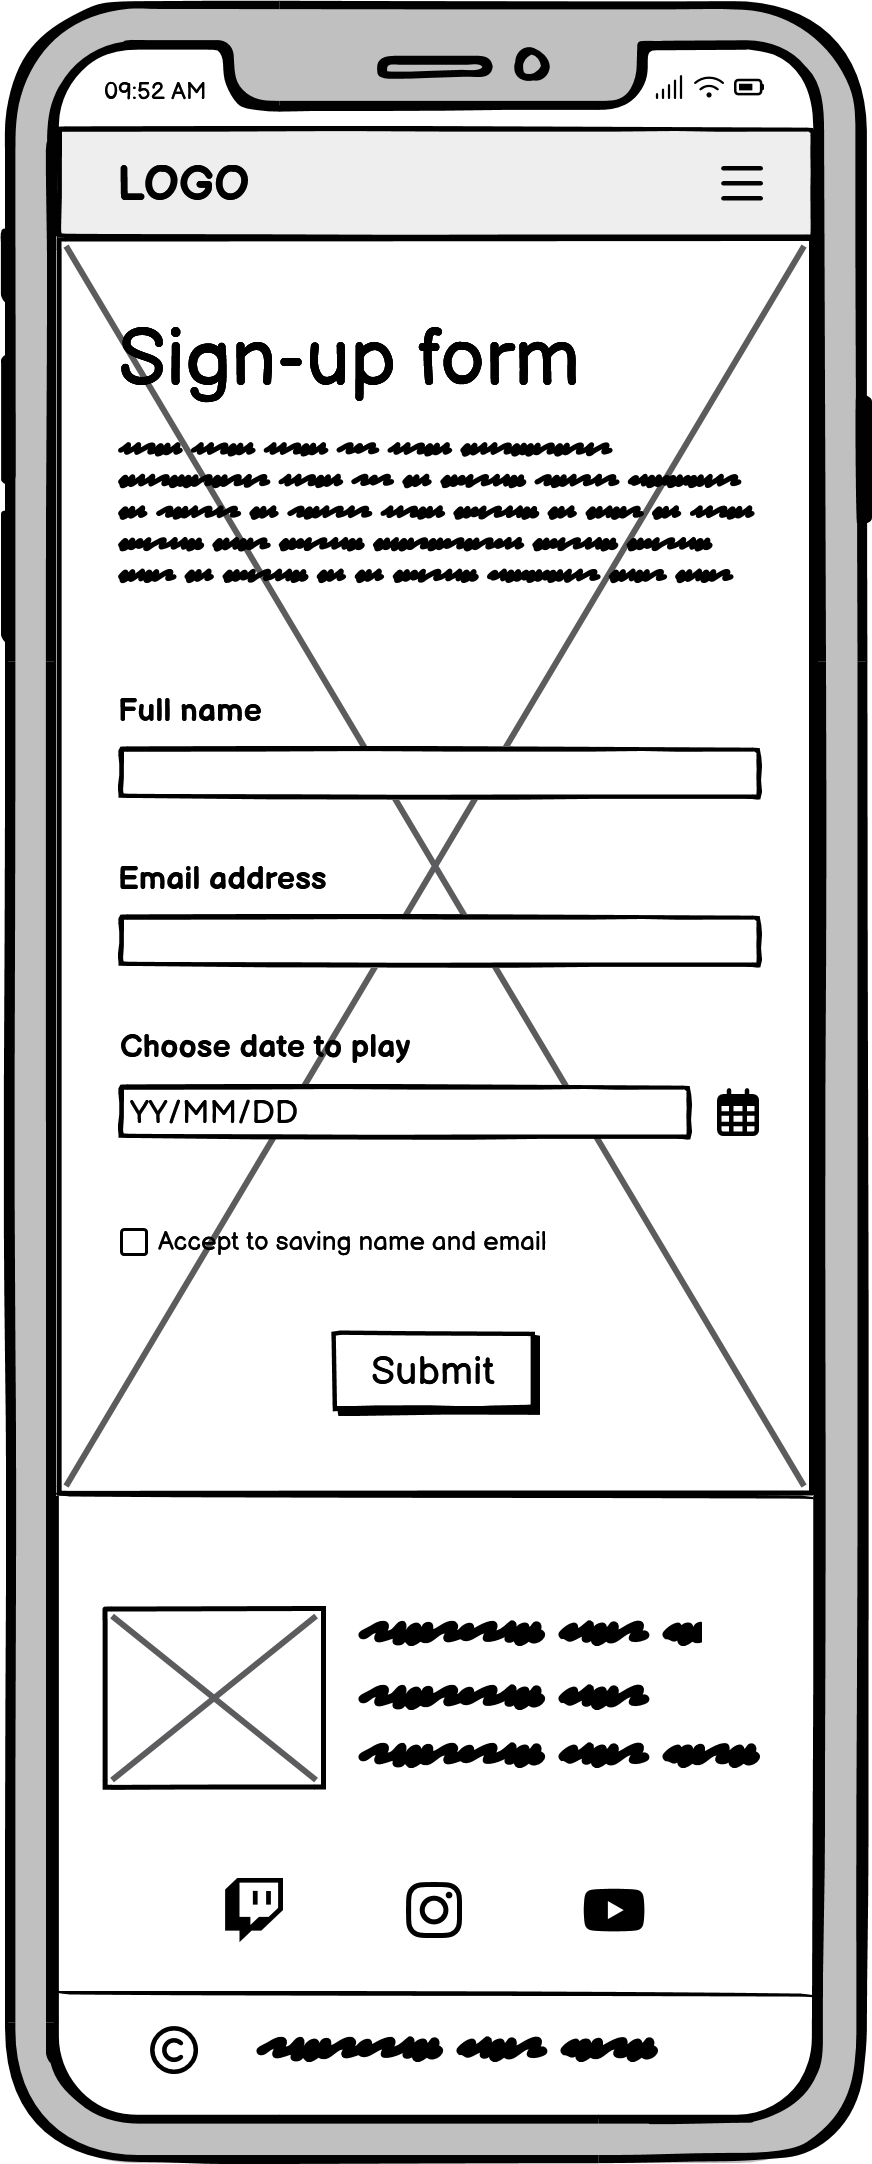 09:52 AM
LOGO
Sign-up form
Full name
Email address
Choose date to play
YY/MM/DD
Accept to saving name and email
Submit
©